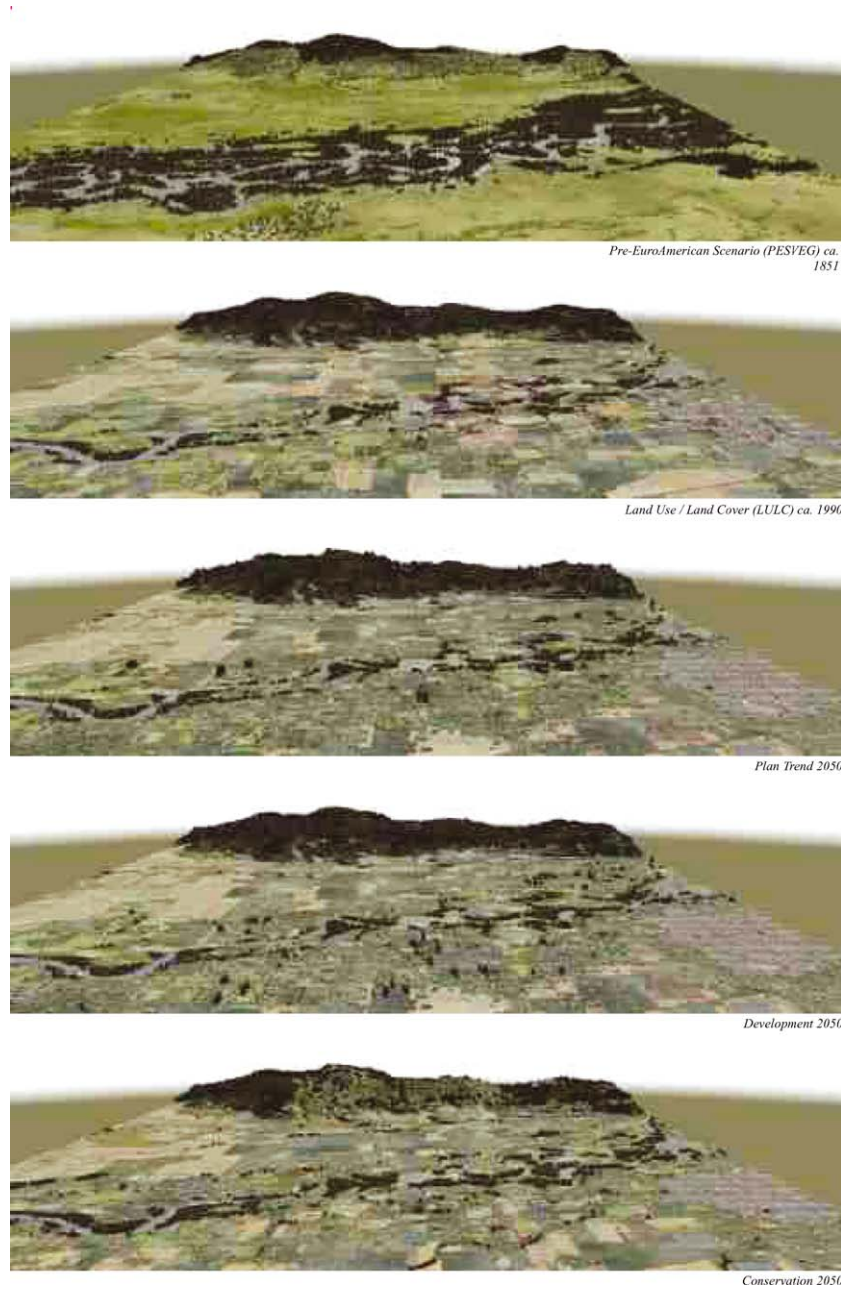 Pre-EuroAmerican Scenario (PESVEG) ca.
1851
Land Use / Land Cover (LULC) ca. 1990
Plan Trend 2050
Development 2050
Conservation 2050